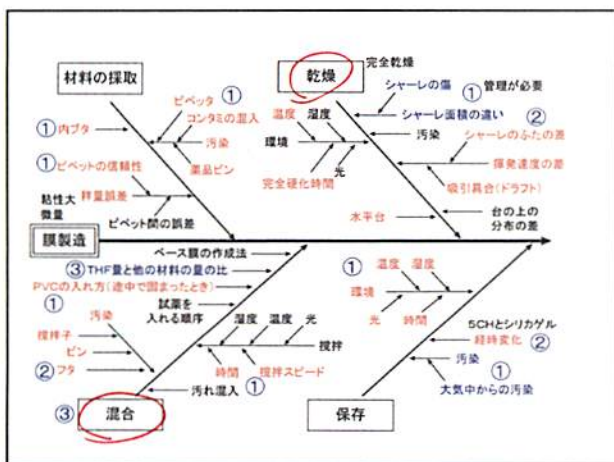 材料の採取
① 内ブタ
ピペッタ ①
コンタミの混入
汚染
薬品ビン
① ピペットの信頼性
秤量誤差
ピペット間の誤差
粘性大
微量
膜製造
乾燥
完全乾燥
シャーレの傷 ① 管理が必要
シャーレ面積の違い
汚染
②
シャーレのふたの差
揮発速度の差
吸引具合(ドラフト)
温度 湿度
環境
完全硬化時間
光
水平台
台の上の
分布の差
ベース膜の作成法
③ THF量と他の材料の量の比
PVCの入れ方(途中で固まったとき)
①
試薬を
入れる順序
汚染
撹拌子
ビン
② フタ
湿度 温度 光
撹拌
時間 撹拌スピード
①
汚れ混入
③ 混合
① 温度 湿度
環境
光 時間
5CHとシリカゲル
経時変化 ②
汚染
①
大気中からの汚染
保存